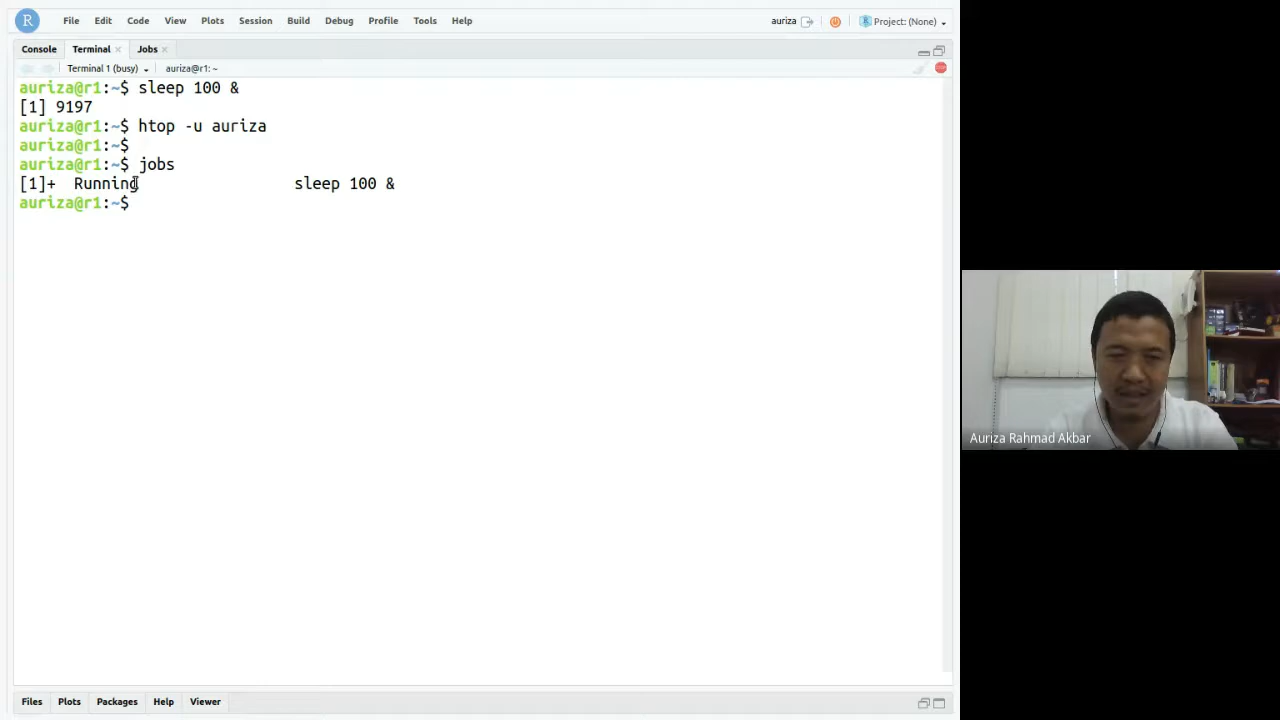 R File Edit Code View Plots Session Build Debug Profile Tools Help auriza R Project: (None)
Console Terminal Jobs
Terminal 1 (busy) auriza@r1: ~
auriza@r1:~$ sleep 100 &
[1] 9197
auriza@r1:~$ htop -u auriza
auriza@r1:~$
auriza@r1:~$ jobs
[1]+ Running sleep 100 &
auriza@r1:~$
Auriza Rahmad Akbar
Files Plots Packages Help Viewer